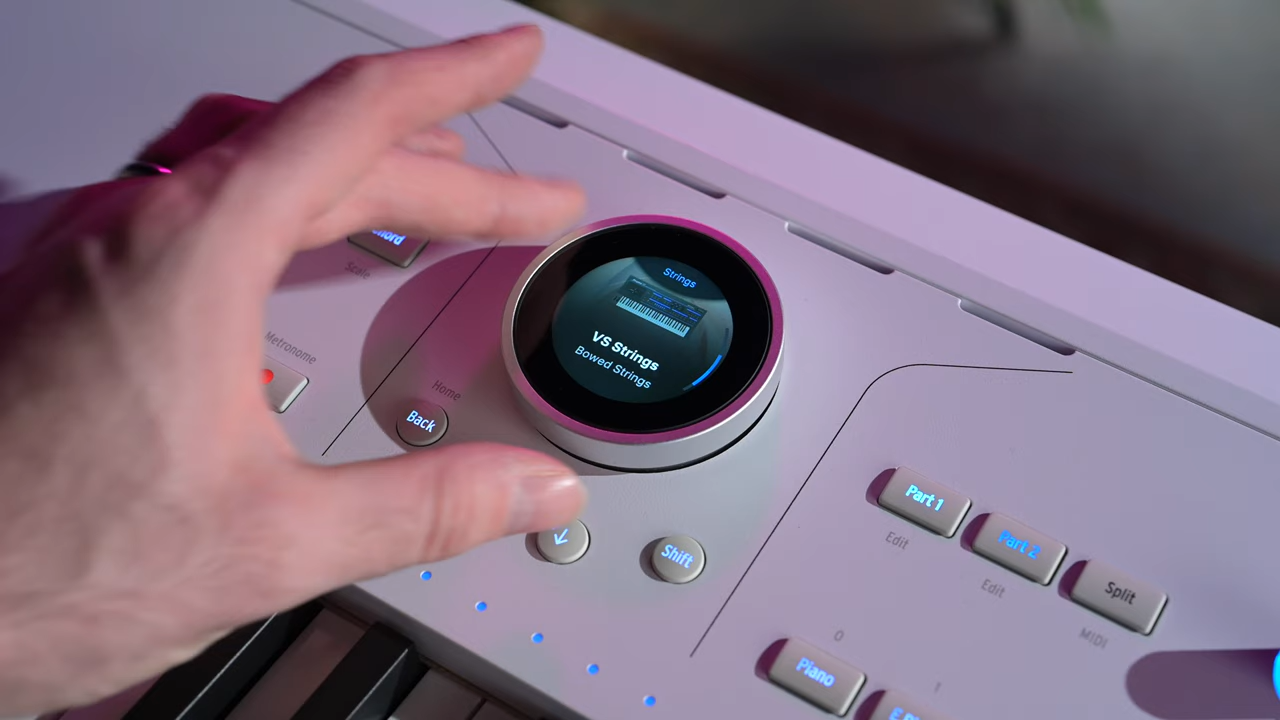 Chord
Scale
Metronome
Home
Back
Strings
VS Strings
Bowed Strings
Shift
Part 1
Edit
Part 2
Edit
Split
MIDI
0
Piano
1